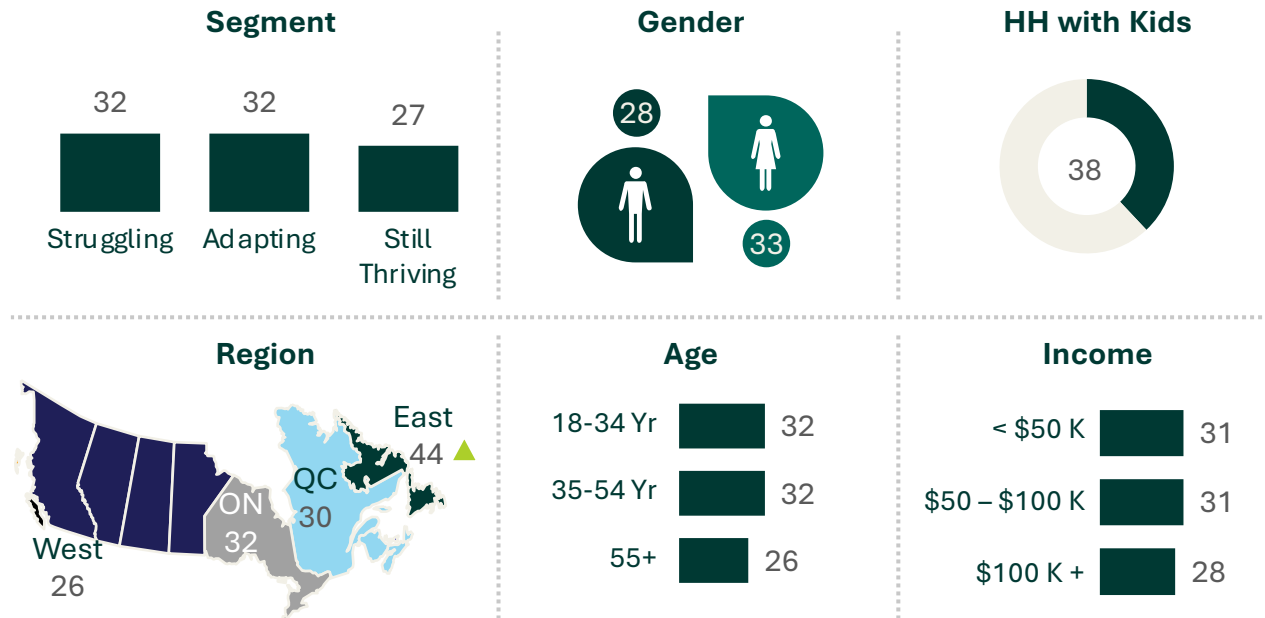 Segment
32
32
27
Struggling
Adapting
Still
Thriving
Gender
28
33
HH with Kids
38
Region
East
44
QC
30
ON
32
West
26
Age
18-34 Yr
32
35-54 Yr
32
55+
26
Income
< $50 K
31
$50 – $100 K
31
$100 K +
28